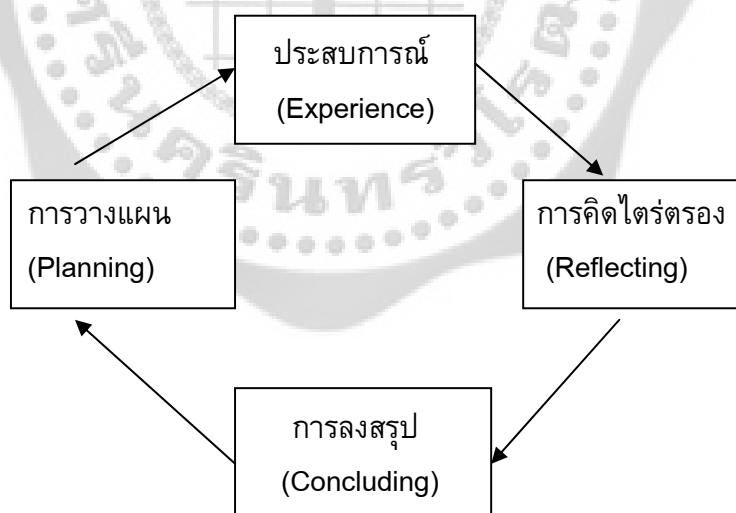 ประสบการณ์
(Experience)
การวางแผน
(Planning)
การคิดไตร่ตรอง
(Reflecting)
การลงสรุป
(Concluding)